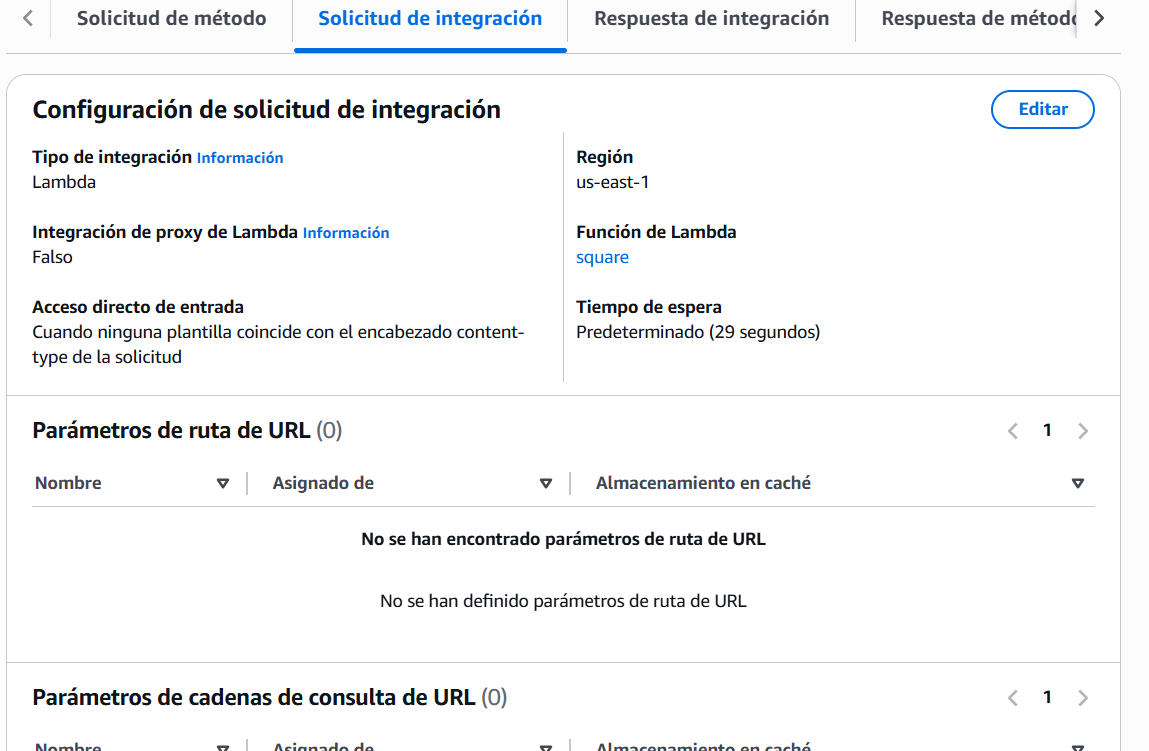 Solicitud de método
Solicitud de integración
Respuesta de integración
Respuesta de método
Configuración de solicitud de integración
Editar
Tipo de integración Información
Lambda
Región
us-east-1
Integración de proxy de Lambda Información
Falso
Función de Lambda
square
Acceso directo de entrada
Cuando ninguna plantilla coincide con el encabezado content-
type de la solicitud
Tiempo de espera
Predeterminado (29 segundos)
Parámetros de ruta de URL (0)
1
Nombre
Asignado de
Almacenamiento en caché
No se han encontrado parámetros de ruta de URL
No se han definido parámetros de ruta de URL
Parámetros de cadenas de consulta de URL (0)
1
Nombre
Asignado de
Almacenamiento en caché